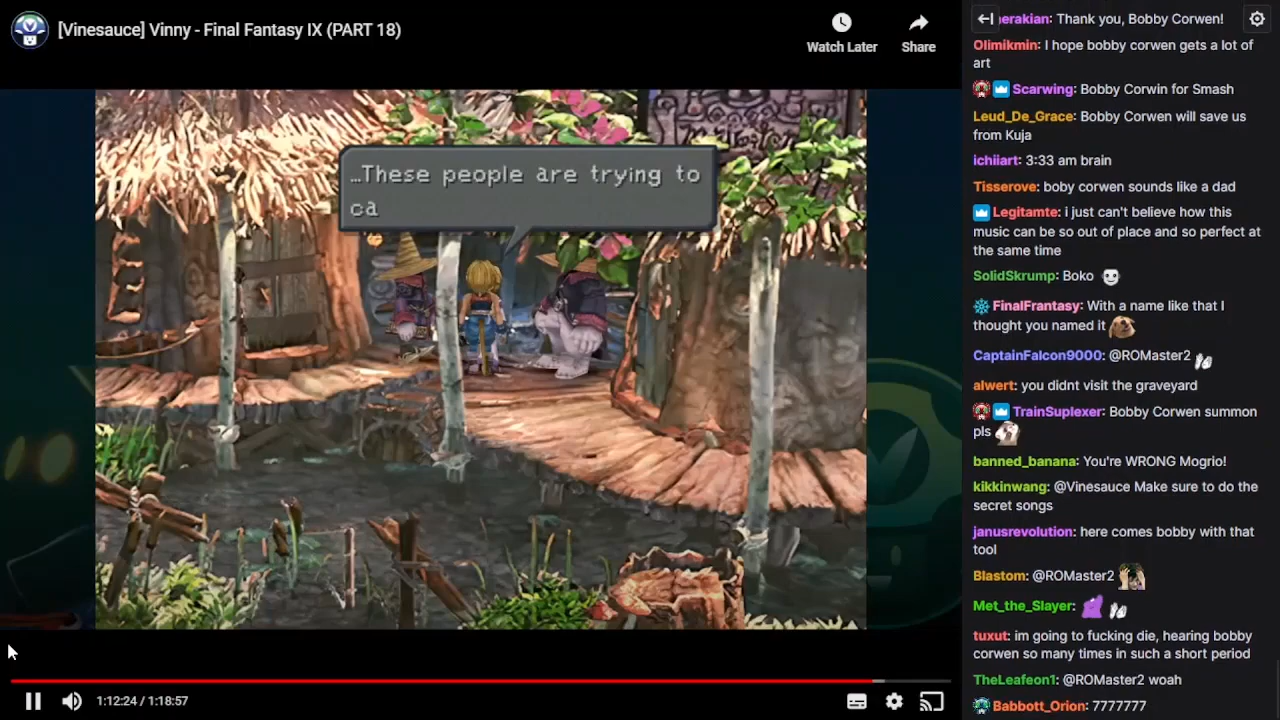 [Vinesauce] Vinny - Final Fantasy IX (PART 18)
Watch Later
Share
…These people are trying to
ca
1:12:24 / 1:18:57
erakian: Thank you, Bobby Corwen!
Olimikmin: I hope bobby corwen gets a lot of
art
Scarwing: Bobby Corwin for Smash
Leud_De_Grace: Bobby Corwen will save us
from Kuja
ichiiart: 3:33 am brain
Tisserove: boby corwen sounds like a dad
Legitamte: i just can't believe how this
music can be so out of place and so perfect at
the same time
SolidSkrump: Boko
FinalFrantasy: With a name like that I
thought you named it
CaptainFalcon9000: @ROMaster2
alwert: you didnt visit the graveyard
TrainSuplexer: Bobby Corwen summon
pls
banned_banana: You're WRONG Mogrio!
kikkinwang: @Vinesauce Make sure to do the
secret songs
janusrevolution: here comes bobby with that
tool
Blastom: @ROMaster2
Met_the_Slayer:
tuxut: im going to fucking die, hearing bobby
corwen so many times in such a short period
TheLeafeon1: @ROMaster2 woah
Babbott_Orion: 7777777